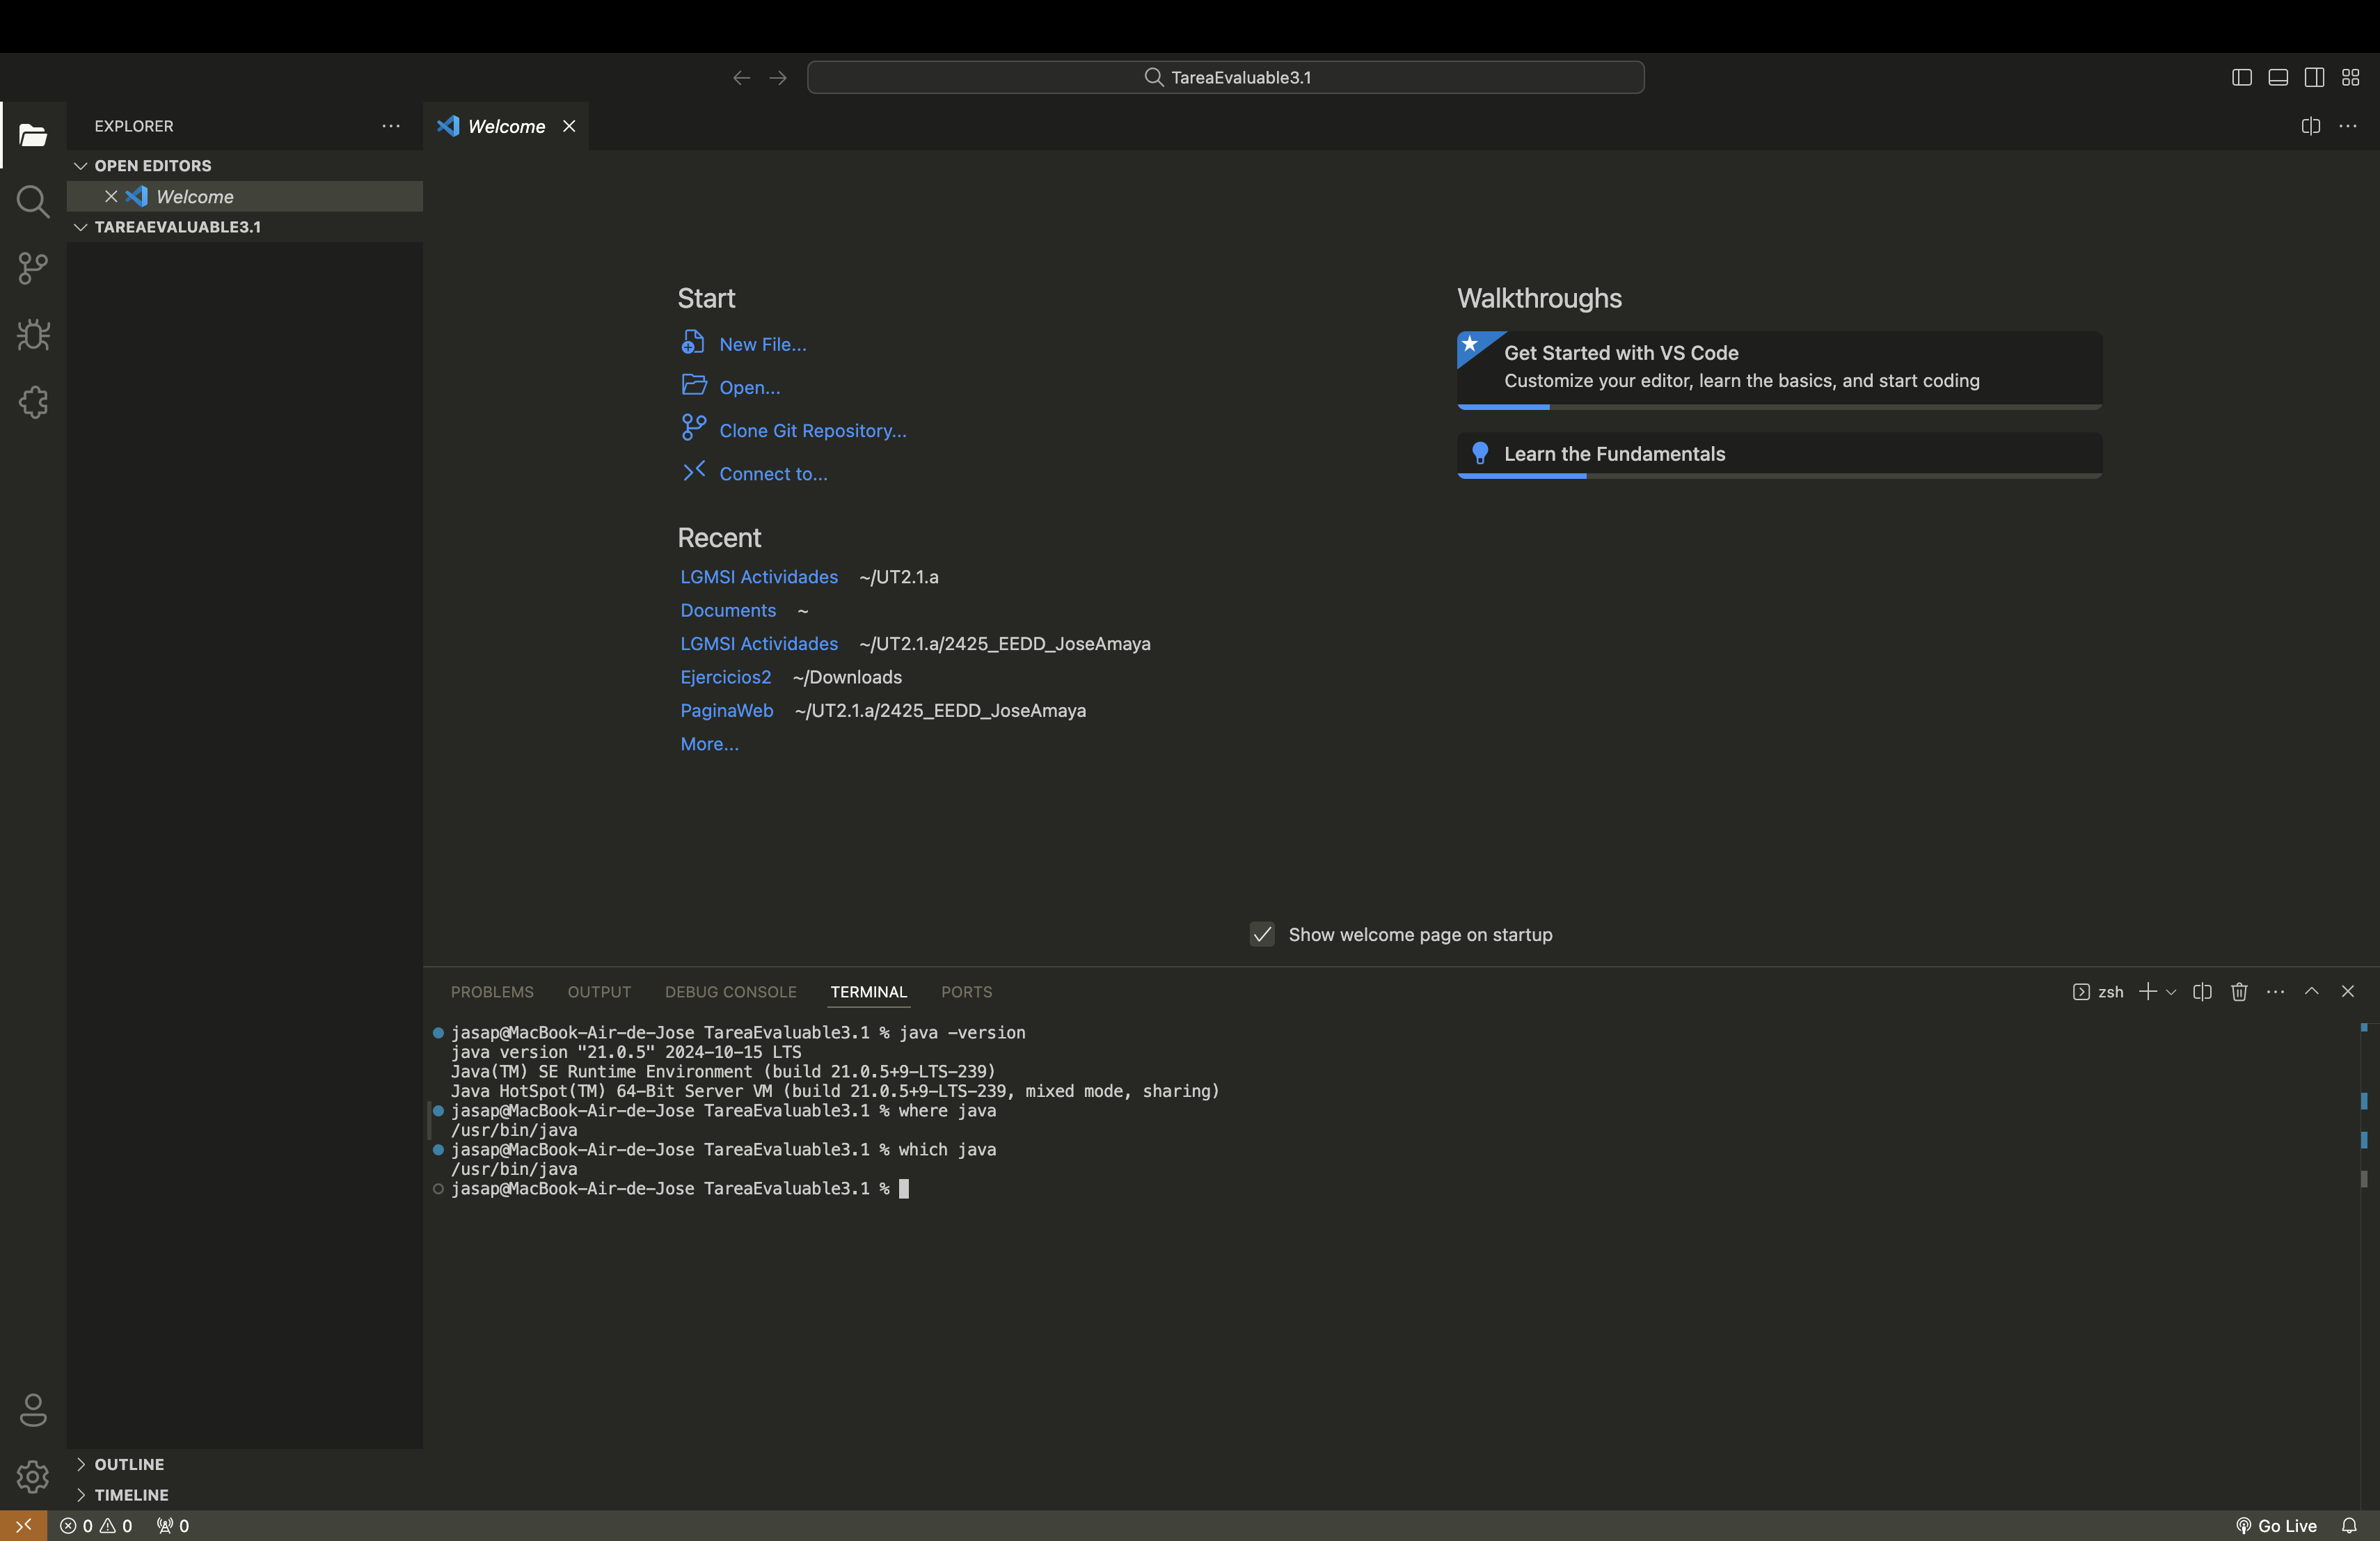 TareaEvaluable3.1
EXPLORER
OPEN EDITORS
Welcome
TAREAEVALUABLE3.1
OUTLINE
TIMELINE
Welcome
Start
New File...
Open...
Clone Git Repository...
Connect to...
Recent
LGMSI Actividades ~/UT2.1.a
Documents ~
LGMSI Actividades ~/UT2.1.a/2425_EEDD_JoseAmaya
Ejercicios2 ~/Downloads
PaginaWeb ~/UT2.1.a/2425_EEDD_JoseAmaya
More...
Walkthroughs
Get Started with VS Code
Customize your editor, learn the basics, and start coding
Learn the Fundamentals
Show welcome page on startup
PROBLEMS OUTPUT DEBUG CONSOLE TERMINAL PORTS
zsh
jasap@MacBook-Air-de-Jose TareaEvaluable3.1 % java -version
java version "21.0.5" 2024-10-15 LTS
Java(TM) SE Runtime Environment (build 21.0.5+9-LTS-239)
Java HotSpot(TM) 64-Bit Server VM (build 21.0.5+9-LTS-239, mixed mode, sharing)
jasap@MacBook-Air-de-Jose TareaEvaluable3.1 % where java
/usr/bin/java
jasap@MacBook-Air-de-Jose TareaEvaluable3.1 % which java
/usr/bin/java
jasap@MacBook-Air-de-Jose TareaEvaluable3.1 %
0 0 0
Go Live